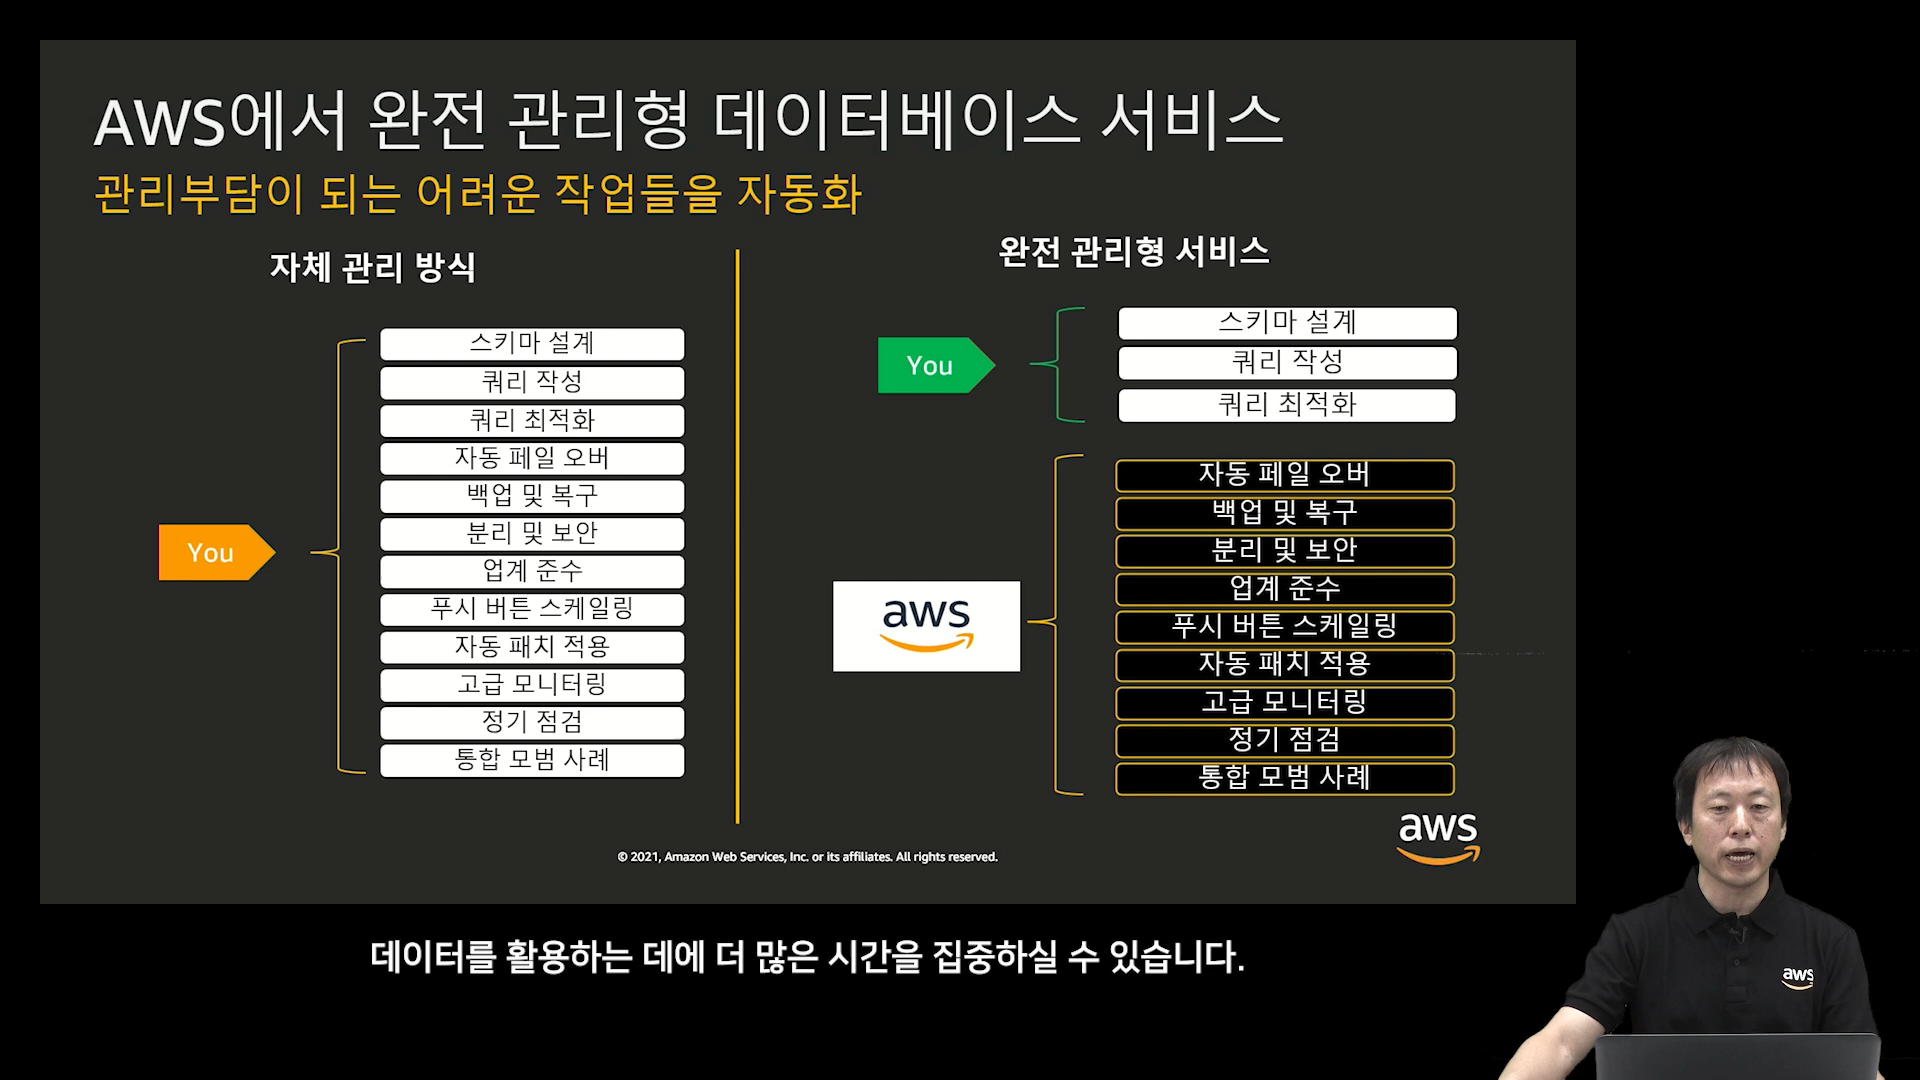 AWS에서 완전 관리형 데이터베이스 서비스
관리부담이 되는 어려운 작업들을 자동화
자체 관리 방식
You
스키마 설계
쿼리 작성
쿼리 최적화
자동 페일 오버
백업 및 복구
분리 및 보안
업계 준수
푸시 버튼 스케일링
자동 패치 적용
고급 모니터링
정기 점검
통합 모범 사례
완전 관리형 서비스
You
스키마 설계
쿼리 작성
쿼리 최적화
aws
자동 페일 오버
백업 및 복구
분리 및 보안
업계 준수
푸시 버튼 스케일링
자동 패치 적용
고급 모니터링
정기 점검
통합 모범 사례
aws
© 2021, Amazon Web Services, Inc. or its affiliates. All rights reserved.
데이터를 활용하는 데에 더 많은 시간을 집중하실 수 있습니다.
aws